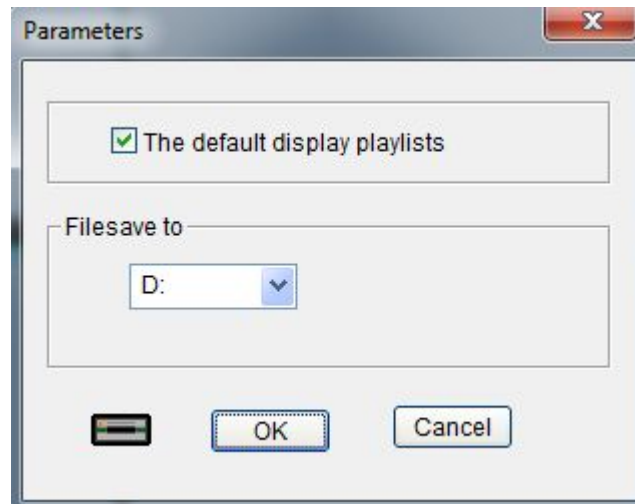 Parameters
The default display playlists
Filesave to
D:
OK
Cancel